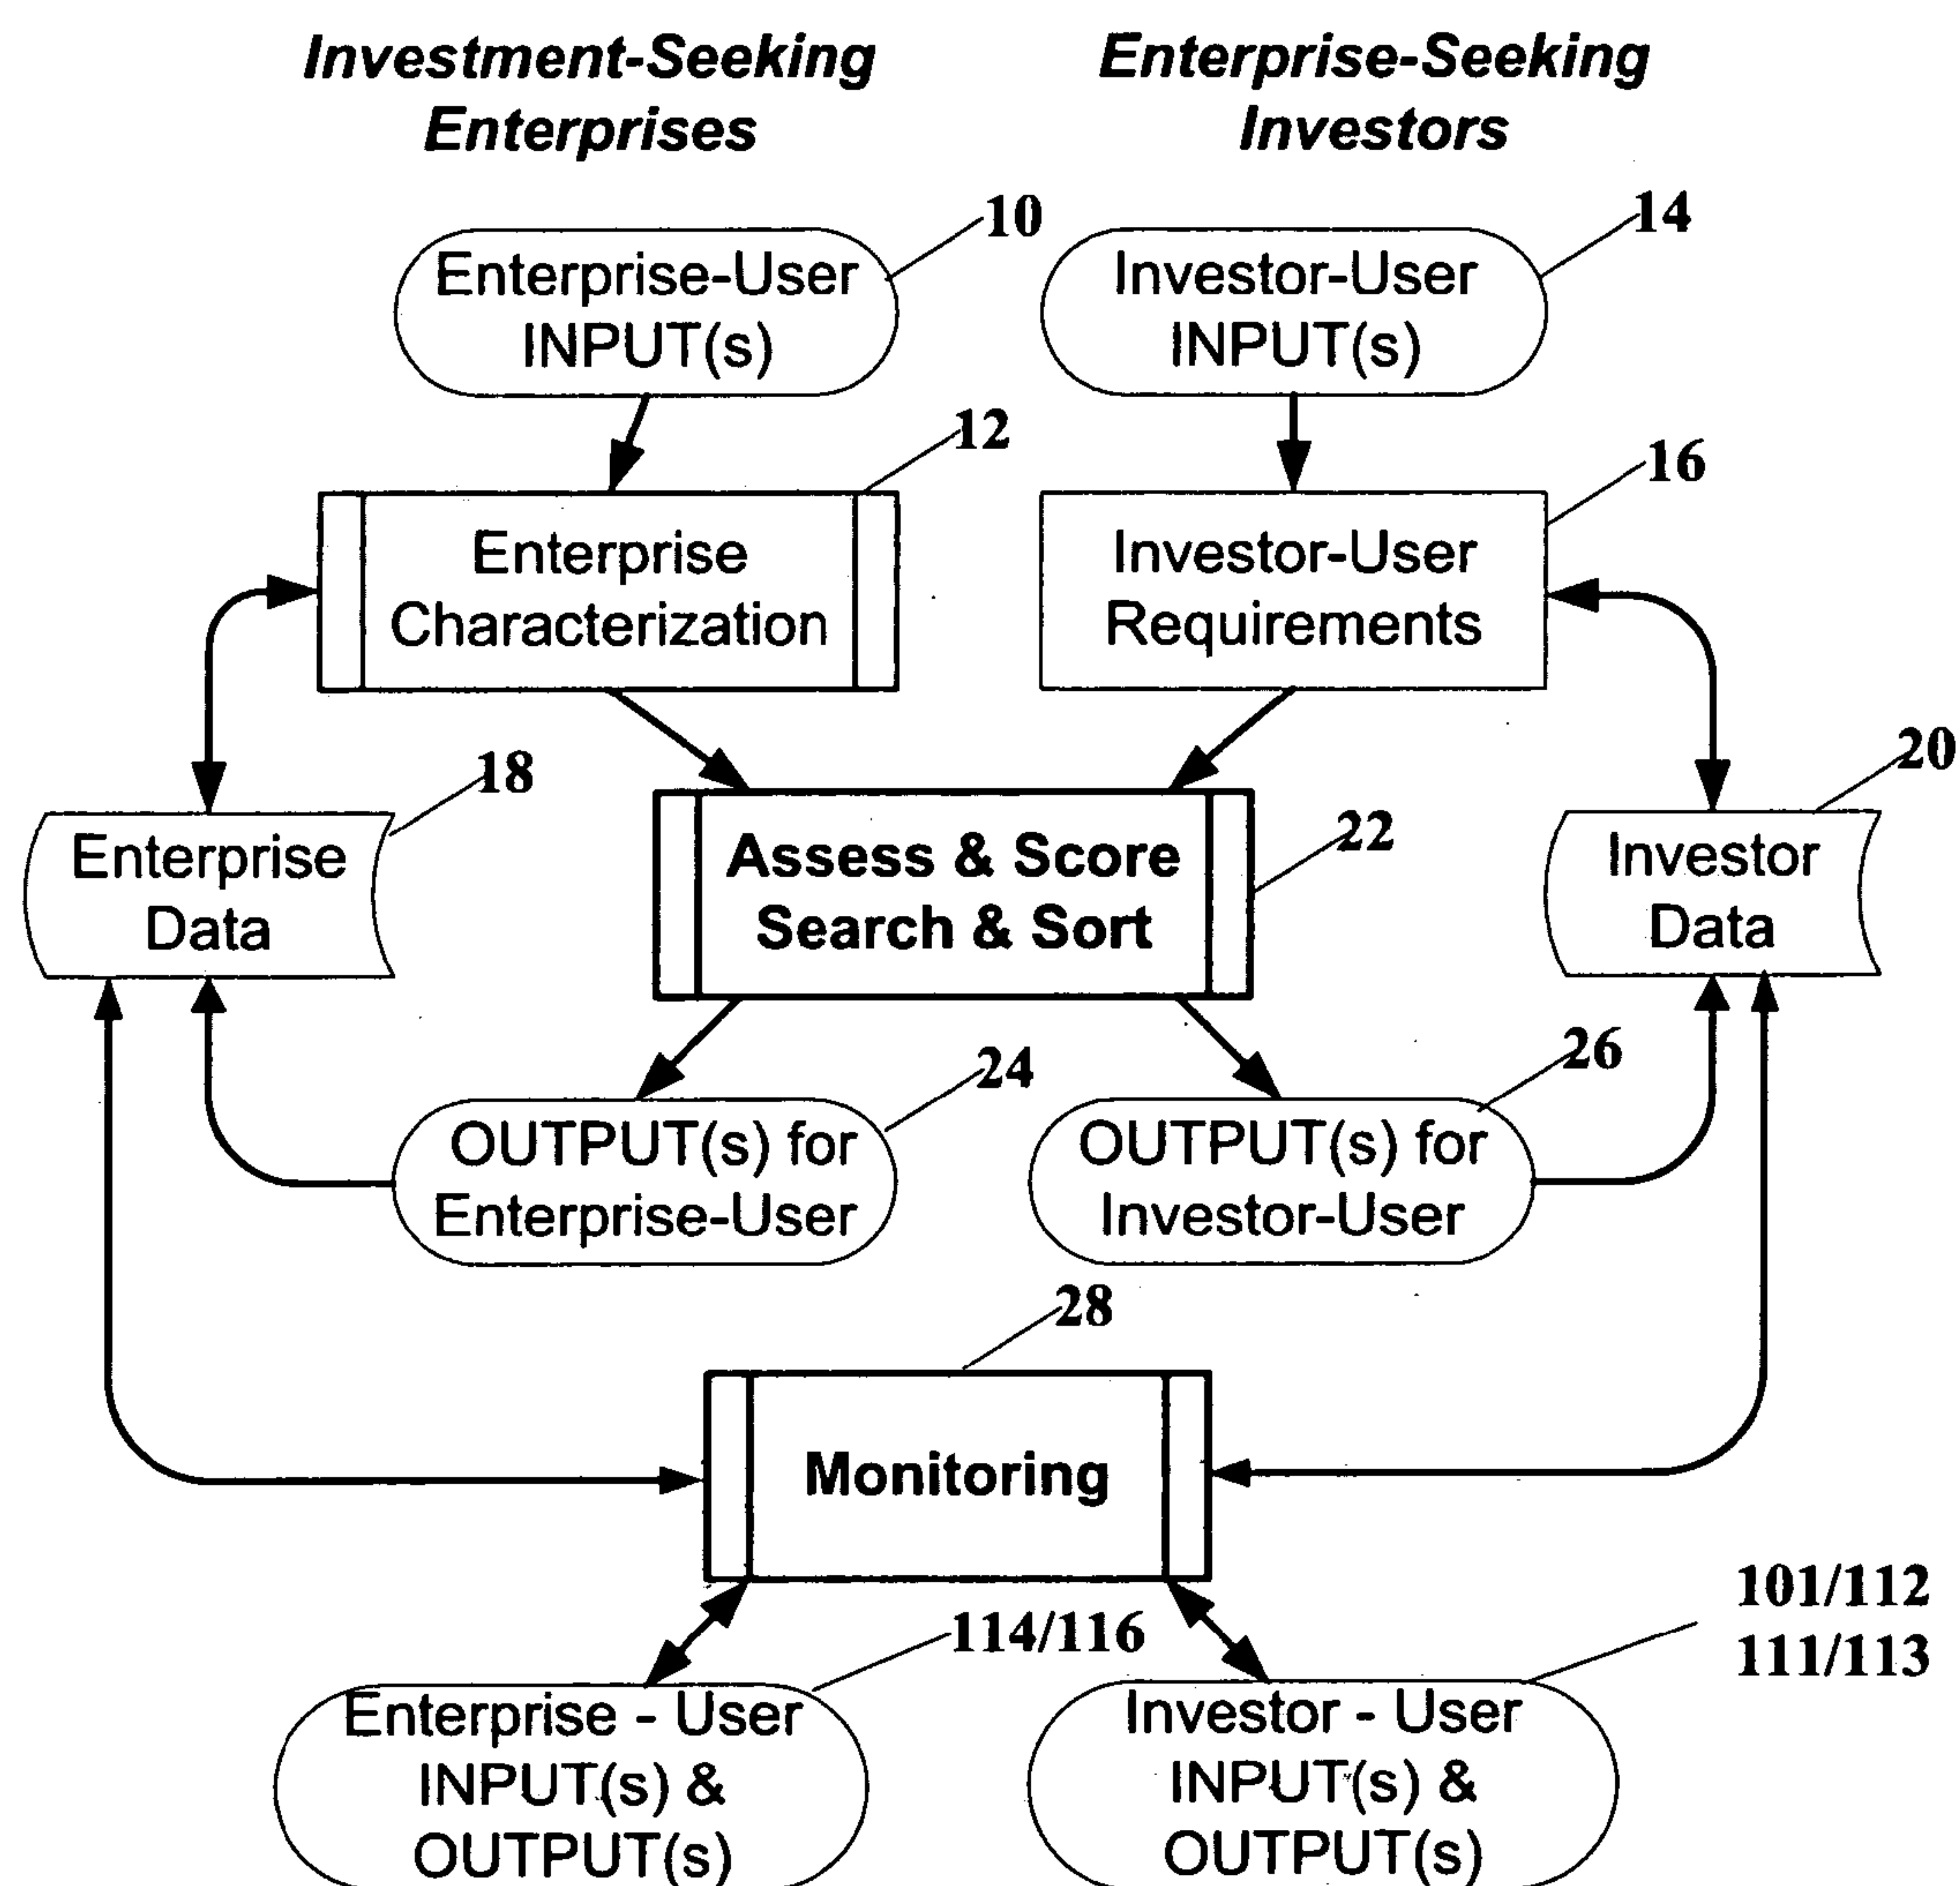 Investment-Seeking
Enterprises
Enterprise-Seeking
Investors
10
14
Enterprise-User
INPUT(s)
Investor-User
INPUT(s)
12
16
Enterprise
Characterization
Investor-User
Requirements
18
20
Enterprise
Data
Assess & Score
Search & Sort
22
Investor
Data
24
26
OUTPUT(s) for
Enterprise-User
OUTPUT(s) for
Investor-User
28
Monitoring
114/116
101/112
111/113
Enterprise - User
INPUT(s) &
OUTPUT(s)
Investor - User
INPUT(s) &
OUTPUT(s)